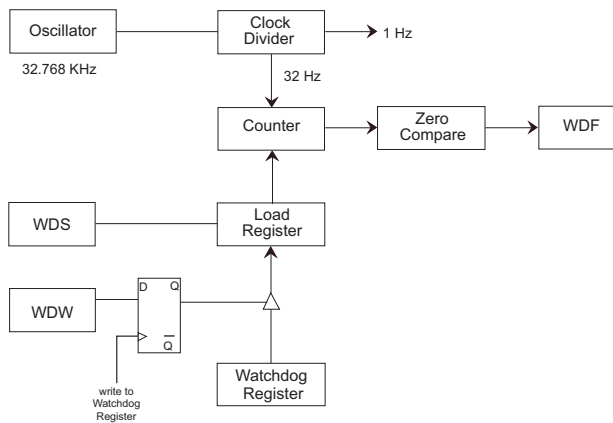 Oscillator
Clock
Divider
1 Hz
32.768 KHz
32 Hz
Counter
Zero
Compare
WDF
WDS
Load
Register
WDW
D
Q
Q
Watchdog
Register
write to
Watchdog
Register